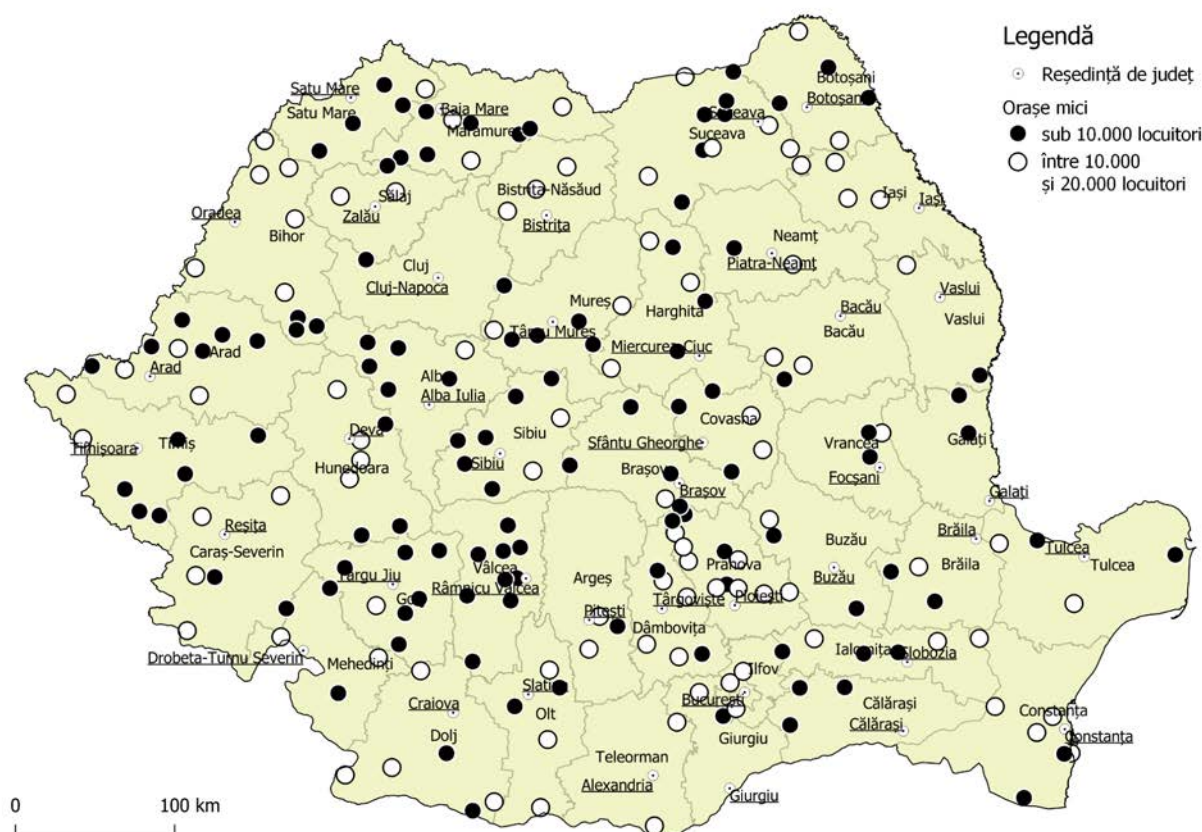 Legendă
Reședință de județ
Orașe mici
sub 10.000 locuitori
între 10.000
și 20.000 locuitori
Botoșani
Botoșani
Satu Mare
Satu Mare
Baja Mare
Maramureș
Suceava
Suceava
Oradea
Bihor
Zalău
Sălaj
Bistrița-Năsăud
Bistrița
Iași
Iași
Neamț
Piatra-Neamț
Cluj
Cluj-Napoca
Mureș
Târgu Mureș
Harghita
Miercurea-Ciuc
Bacău
Bacău
Vaslui
Vaslui
Arad
Arad
Alba
Alba Iulia
Timișoara
Timiș
Deva
Hunedoara
Sibiu
Sibiu
Covasna
Sfântu Gheorghe
Brașov
Brașov
Vrancea
Focșani
Galați
Galați
Reșița
Caraș-Severin
Târgu Jiu
Gorj
Vâlcea
Râmnicu Vâlcea
Argeș
Pitești
Prahova
Ploiești
Târgoviște
Dâmbovița
Buzău
Buzău
Brăila
Brăila
Tulcea
Tulcea
Drobeta-Turnu Severin
Mehedinți
Craiova
Dolj
Slatina
Olt
Ilfov
București
Giurgiu
Giurgiu
Ialomița
Slobozia
Călărași
Călărași
Constanța
Constanța
Teleorman
Alexandria
0 100 km